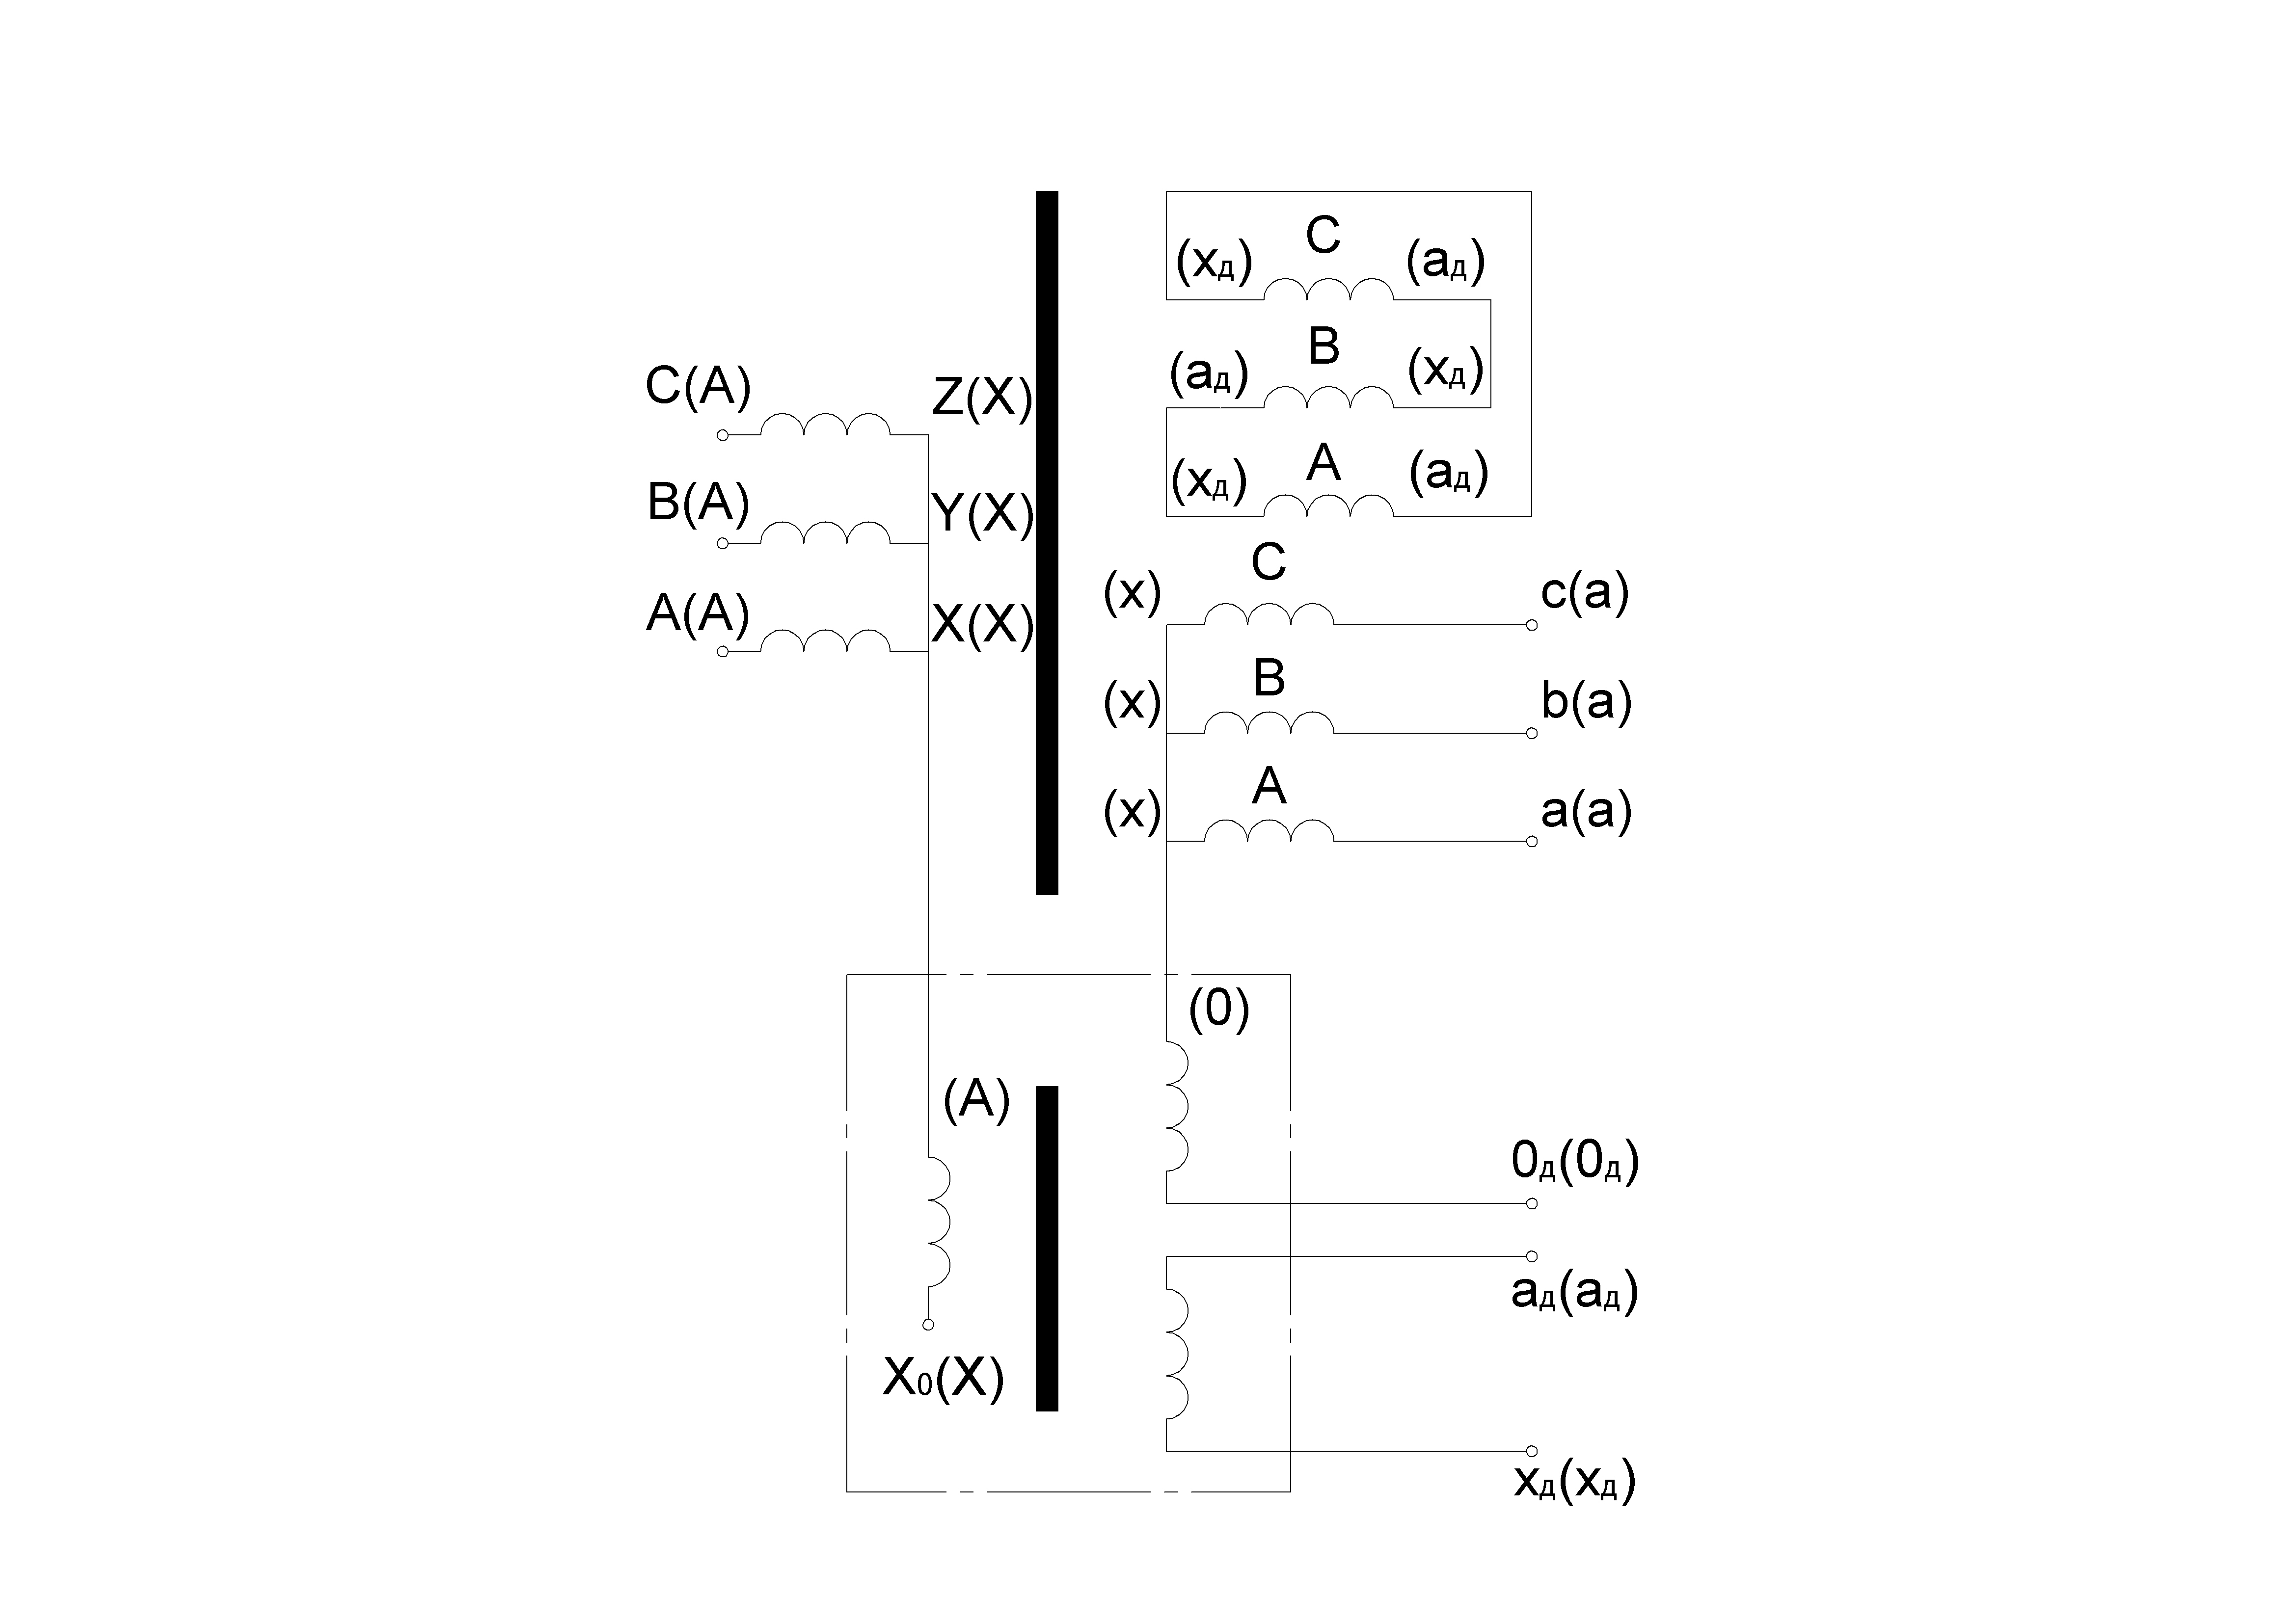 C
(xд)
(aд)
B
(aд)
(xд)
A
(xд)
(aд)
C(A)
Z(X)
B(A)
Y(X)
A(A)
X(X)
C
(x)
c(a)
B
(x)
b(a)
A
(x)
a(a)
(0)
(A)
0д(0д)
aд(aд)
X0(X)
xд(xд)